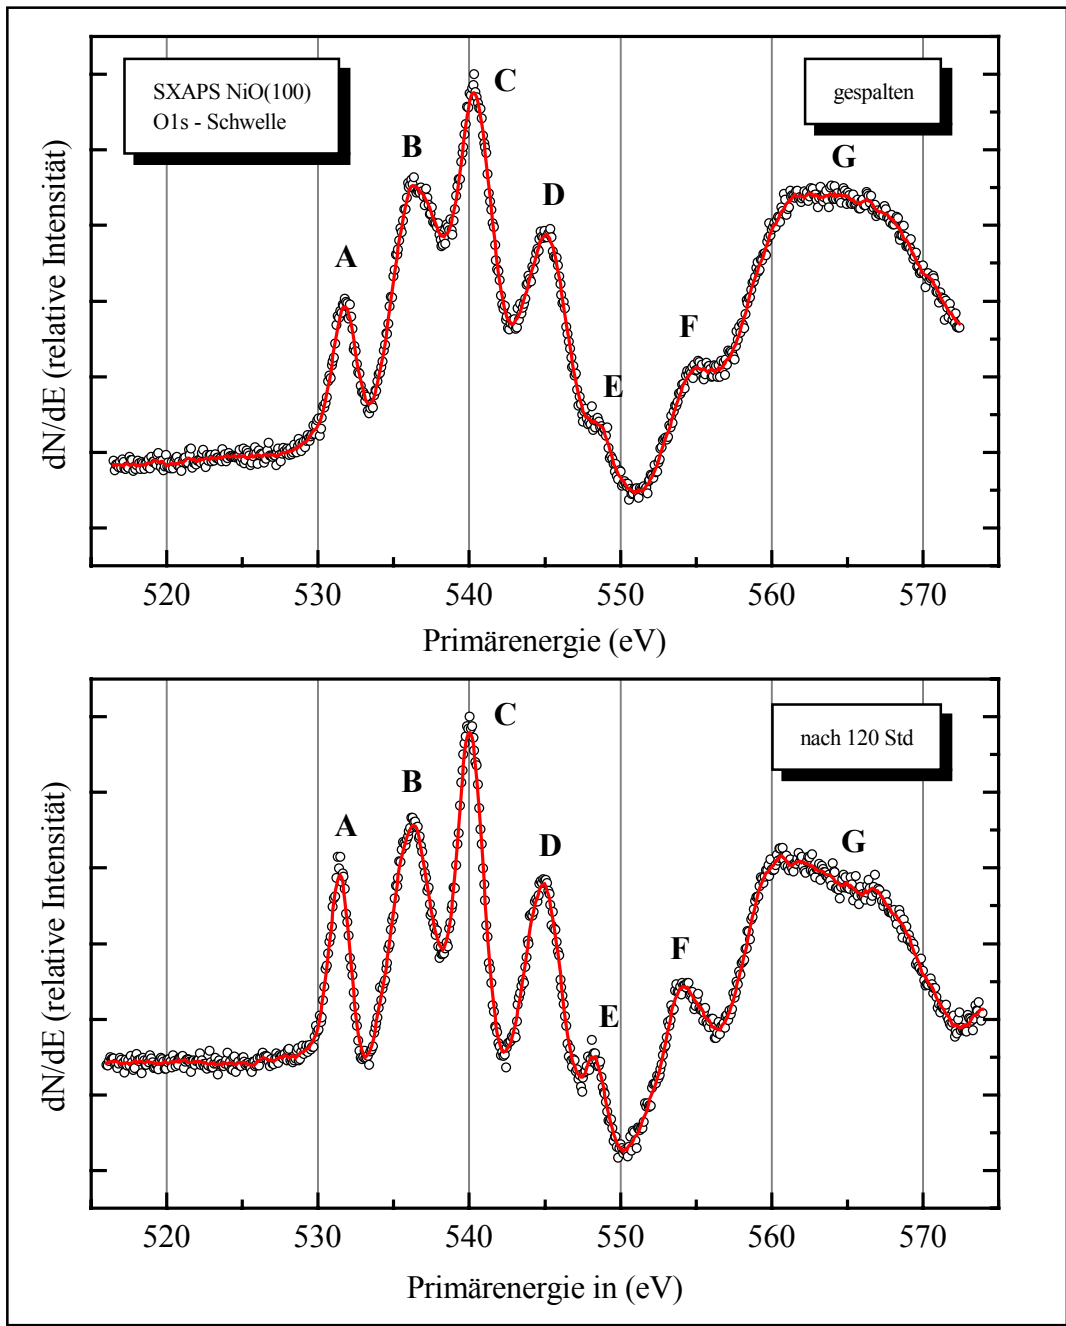 SXAPS NiO(100)
O1s - Schwelle
gespalten
A
B
C
D
E
F
G
dN/dE (relative Intensität)
520
530
540
550
560
570
Primärenergie (eV)
nach 120 Std
A
B
C
D
E
F
G
dN/dE (relative Intensität)
520
530
540
550
560
570
Primärenergie in (eV)